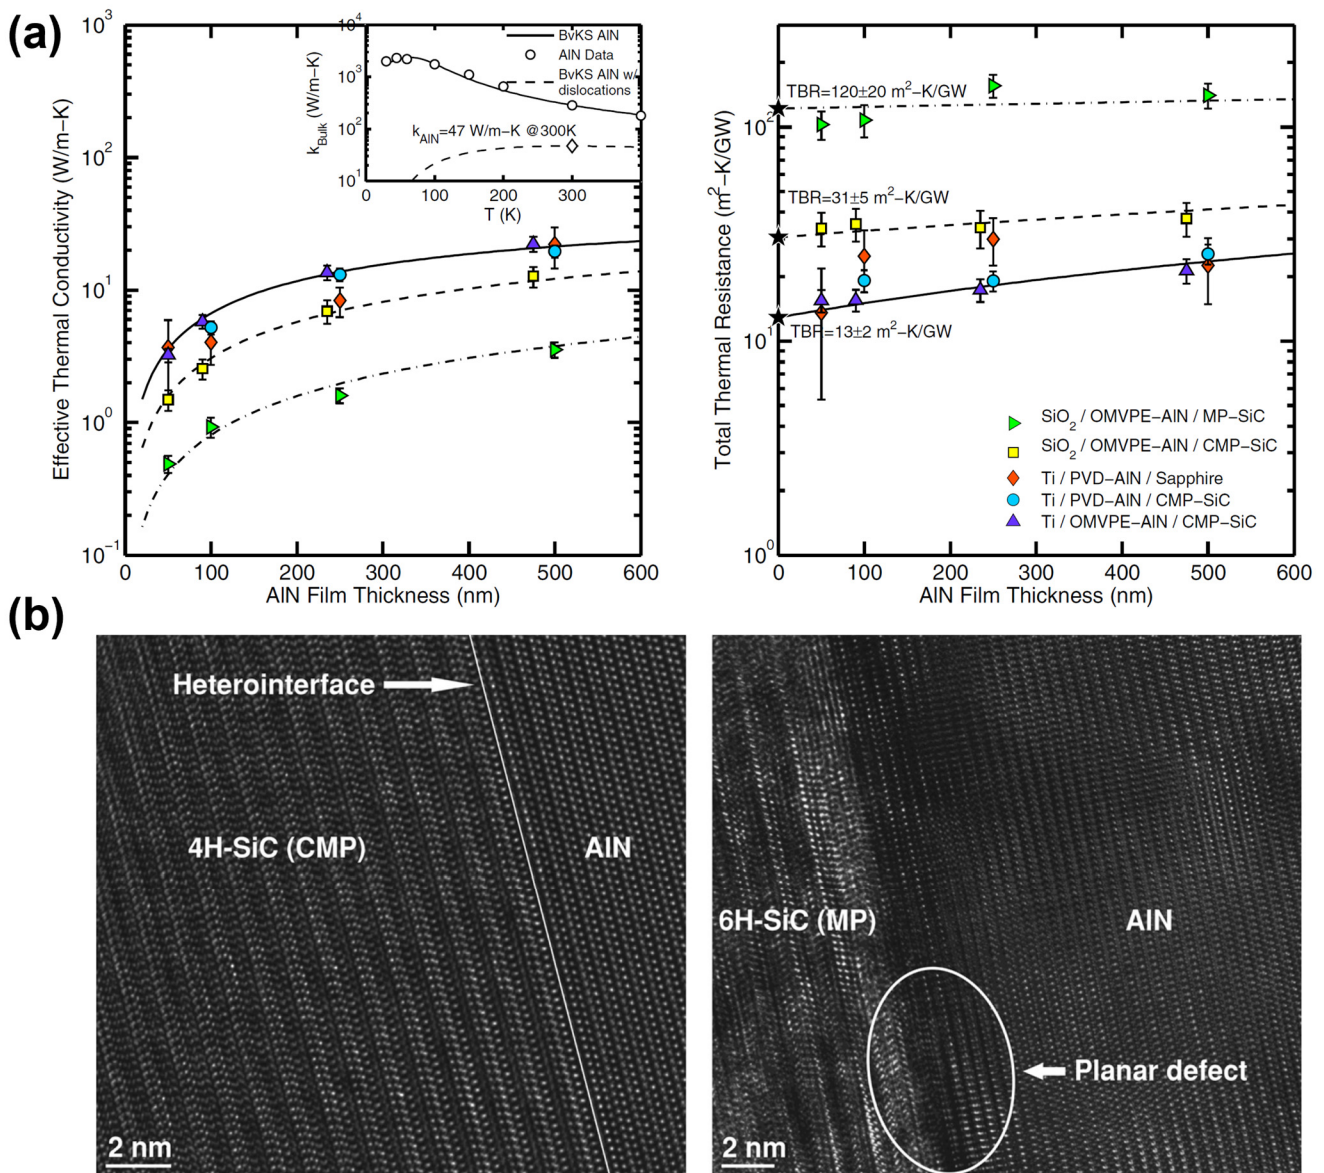 (a)
10³
10²
10¹
10⁰
10⁻¹
Effective Thermal Conductivity (W/m−K)
0 100 200 300 400 500 600
AlN Film Thickness (nm)
10⁴
10³
10²
10¹
k_Bulk (W/m−K)
BvKS AlN
AlN Data
BvKS AlN w/
dislocations
k_AlN=47 W/m−K @300K
0 100 200 300 400
T (K)
10²
10¹
10⁰
Total Thermal Resistance (m²−K/GW)
TBR=120±20 m²−K/GW
TBR=31±5 m²−K/GW
TBR=13±2 m²−K/GW
SiO₂ / OMVPE−AlN / MP−SiC
SiO₂ / OMVPE−AlN / CMP−SiC
Ti / PVD−AlN / Sapphire
Ti / PVD−AlN / CMP−SiC
Ti / OMVPE−AlN / CMP−SiC
0 100 200 300 400 500 600
AlN Film Thickness (nm)
(b)
Heterointerface
4H-SiC (CMP)
AlN
2 nm
6H-SiC (MP)
AlN
Planar defect
2 nm